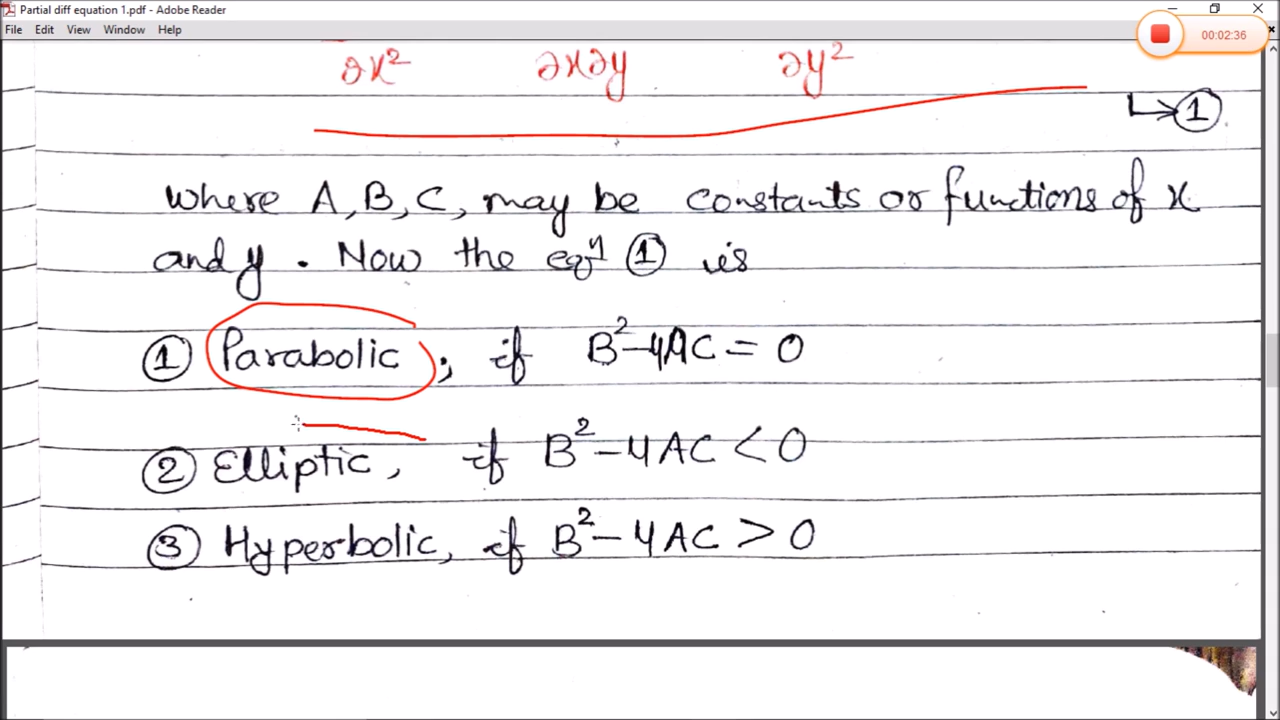 Partial diff equation 1.pdf - Adobe Reader
File Edit View Window Help
00:02:36
∂x² ∂x∂y ∂y²
↳ ①
where A, B, C, may be constants or functions of x
and y. Now the eqⁿ ① is
① Parabolic; if B²-4AC = 0
② Elliptic, if B²-4AC < 0
③ Hyperbolic, if B²-4AC > 0